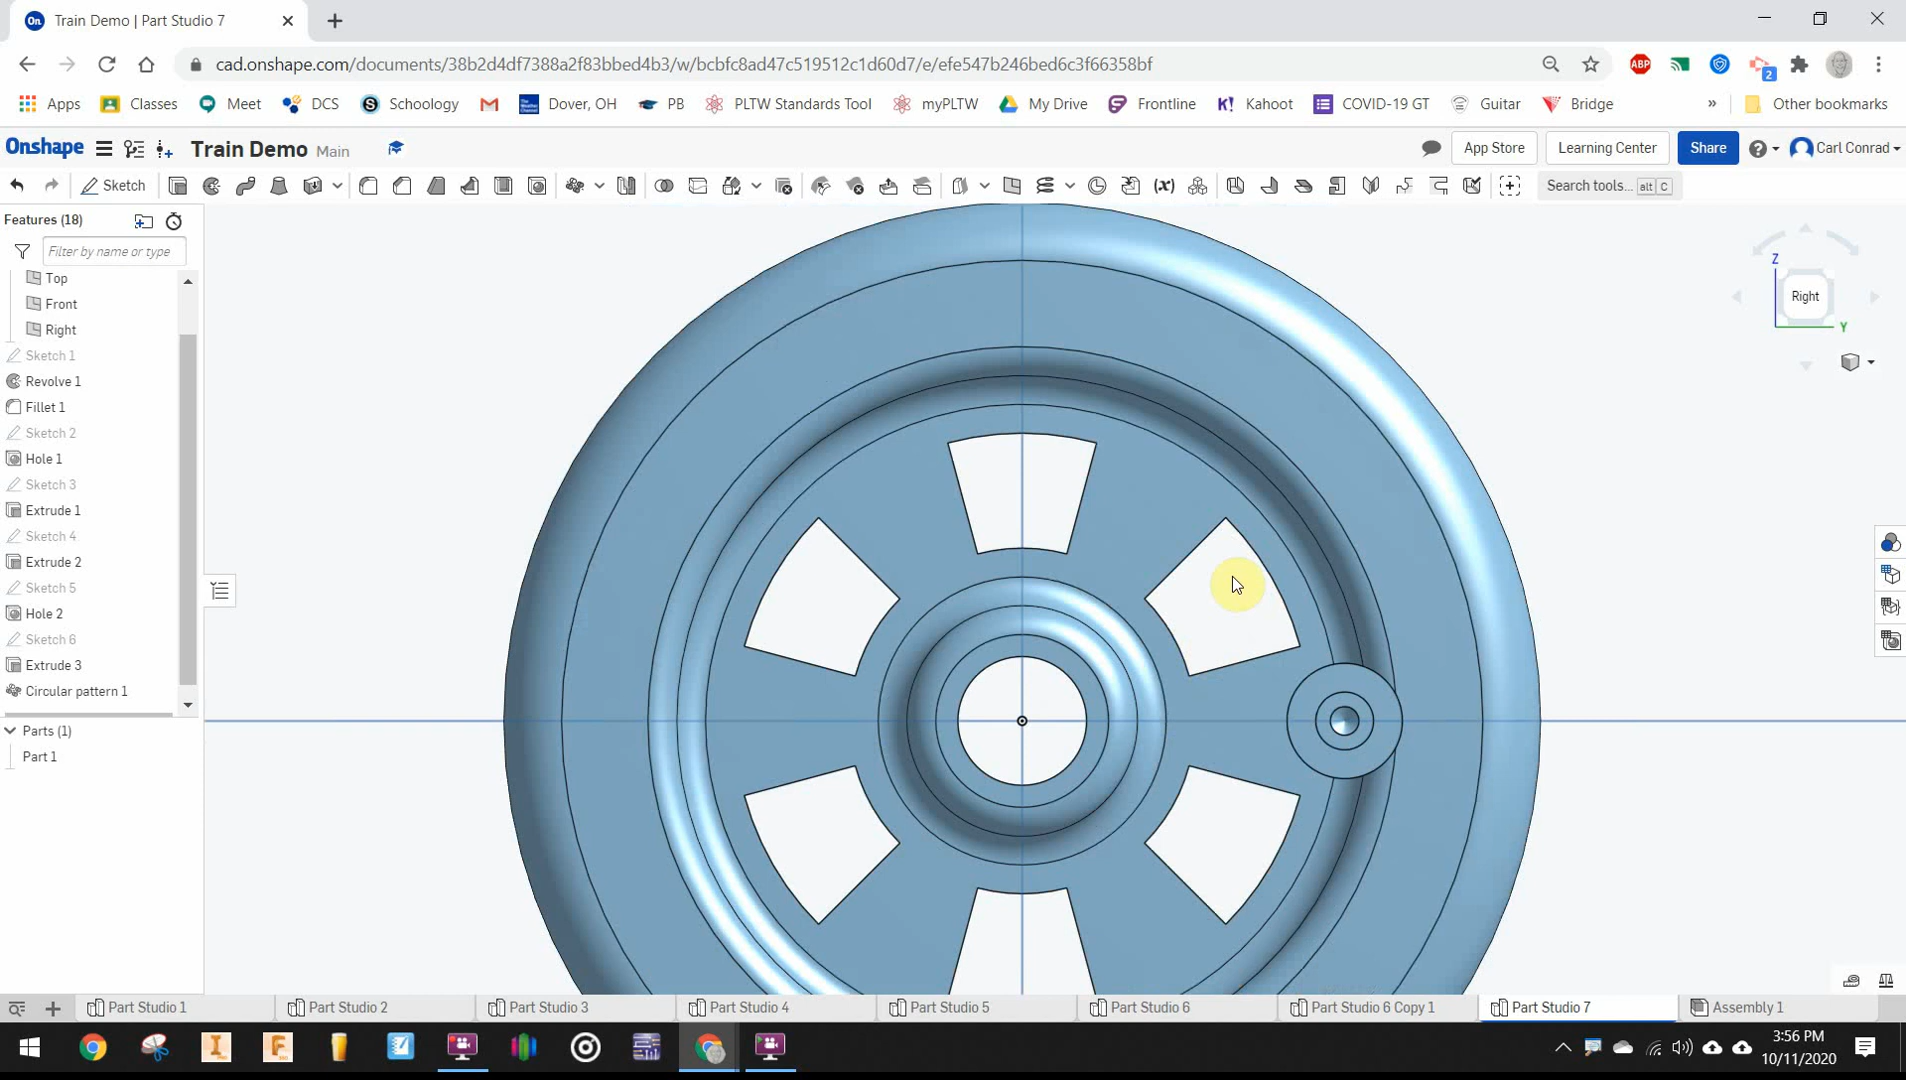 On Train Demo | Part Studio 7
cad.onshape.com/documents/38b2d4df7388a2f83bbed4b3/w/bcbfc8ad47c519512c1d60d7/e/efe547b246bed6c3f66358bf
ABP
2
Apps Classes Meet DCS Schoology Dover, OH PB PLTW Standards Tool myPLTW My Drive Frontline Kahoot COVID-19 GT Guitar Bridge » Other bookmarks
Onshape Train Demo Main App Store Learning Center Share Carl Conrad
Sketch (x) Search tools... alt C
Features (18)
Filter by name or type
Top
Front
Right
Sketch 1
Revolve 1
Fillet 1
Sketch 2
Hole 1
Sketch 3
Extrude 1
Sketch 4
Extrude 2
Sketch 5
Hole 2
Sketch 6
Extrude 3
Circular pattern 1
Parts (1)
Part 1
Z
Right
Y
Part Studio 1 Part Studio 2 Part Studio 3 Part Studio 4 Part Studio 5 Part Studio 6 Part Studio 6 Copy 1 Part Studio 7 Assembly 1
3:56 PM
10/11/2020